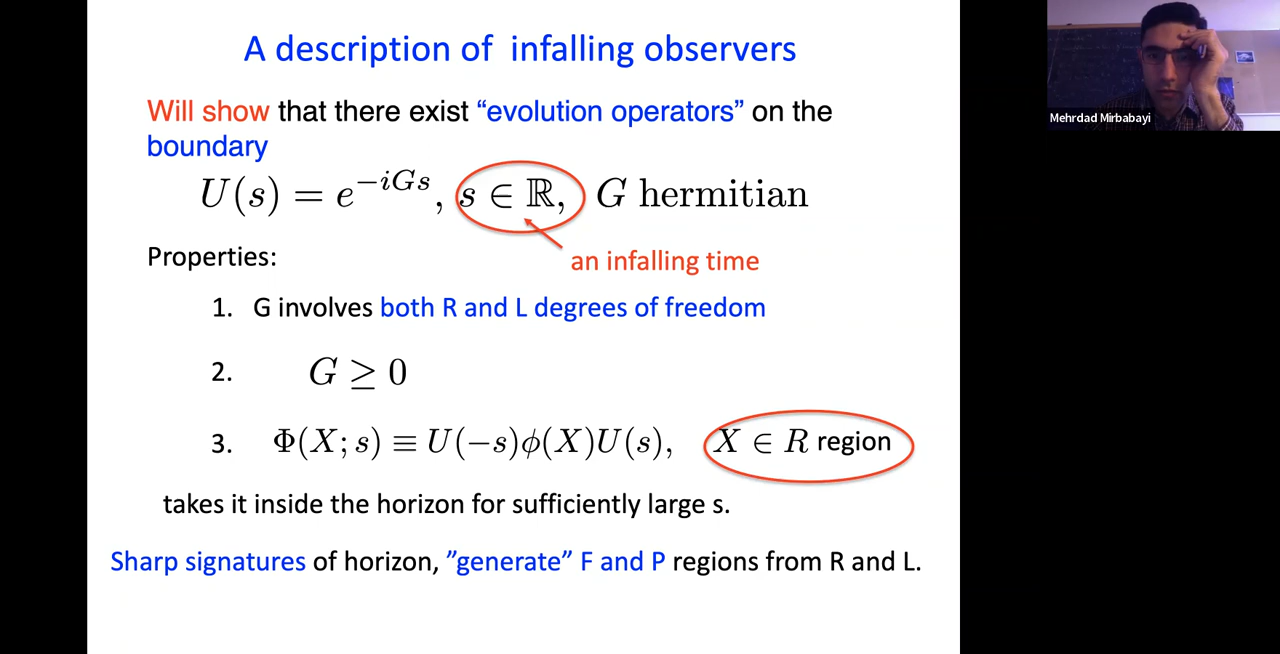 A description of infalling observers
Will show that there exist “evolution operators” on the
boundary
U(s) = e^{-iGs}, s ∈ ℝ, G hermitian
an infalling time
Properties:
1. G involves both R and L degrees of freedom
2. G ≥ 0
3. Φ(X; s) ≡ U(−s)ϕ(X)U(s), X ∈ R region
takes it inside the horizon for sufficiently large s.
Sharp signatures of horizon, ”generate” F and P regions from R and L.
Mehrdad Mirbabayi